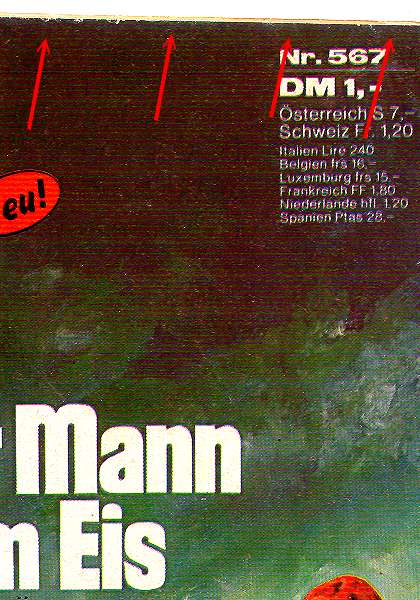 Nr. 567
DM 1,-
Österreich S 7,-
Schweiz Fr. 1,20
Italien Lire 240
Belgien frs 16,-
Luxemburg frs 15,-
Frankreich FF 1,80
Niederlande hfl. 1.20
Spanien Ptas 28,-
eu!
r Mann
m Eis